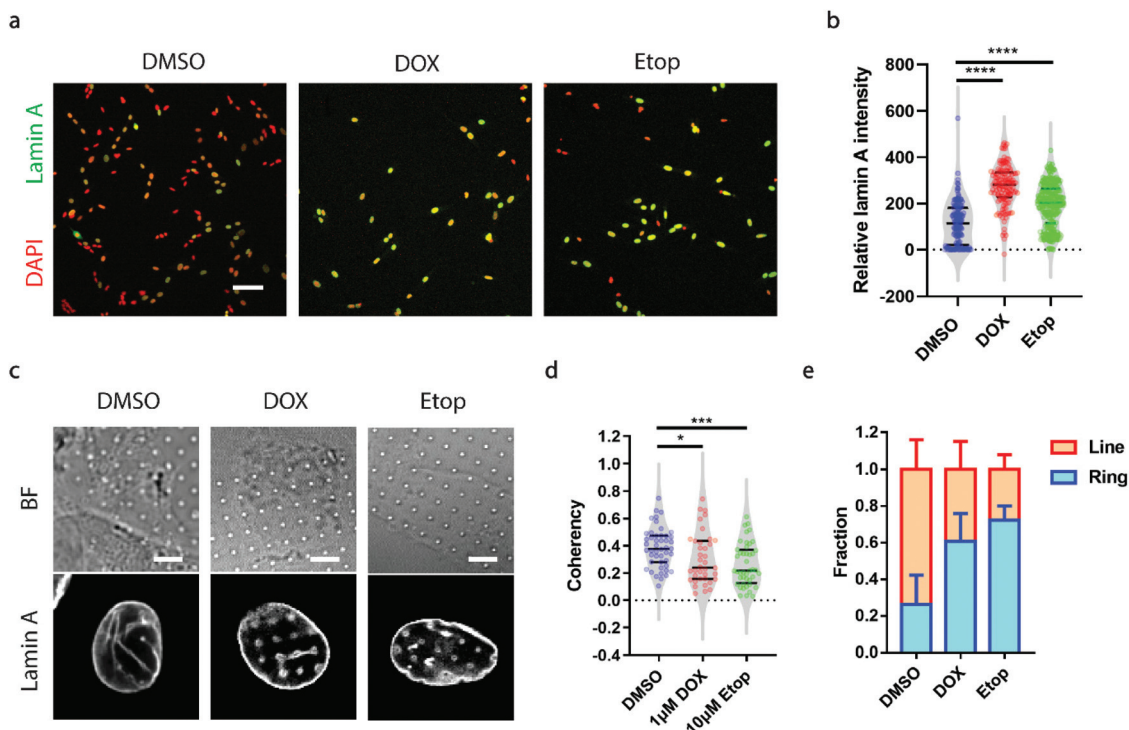 a
DMSO
DOX
Etop
Lamin A
DAPI
b
****
****
Relative lamin A intensity
800
600
400
200
0
-200
DMSO
DOX
Etop
c
DMSO
DOX
Etop
BF
Lamin A
d
***
*
Coherency
1.2
1.0
0.8
0.6
0.4
0.2
0.0
-0.4
DMSO
1μM DOX
10μM Etop
e
Fraction
1.2
1.0
0.8
0.6
0.4
0.2
0.0
DMSO
DOX
Etop
Line
Ring